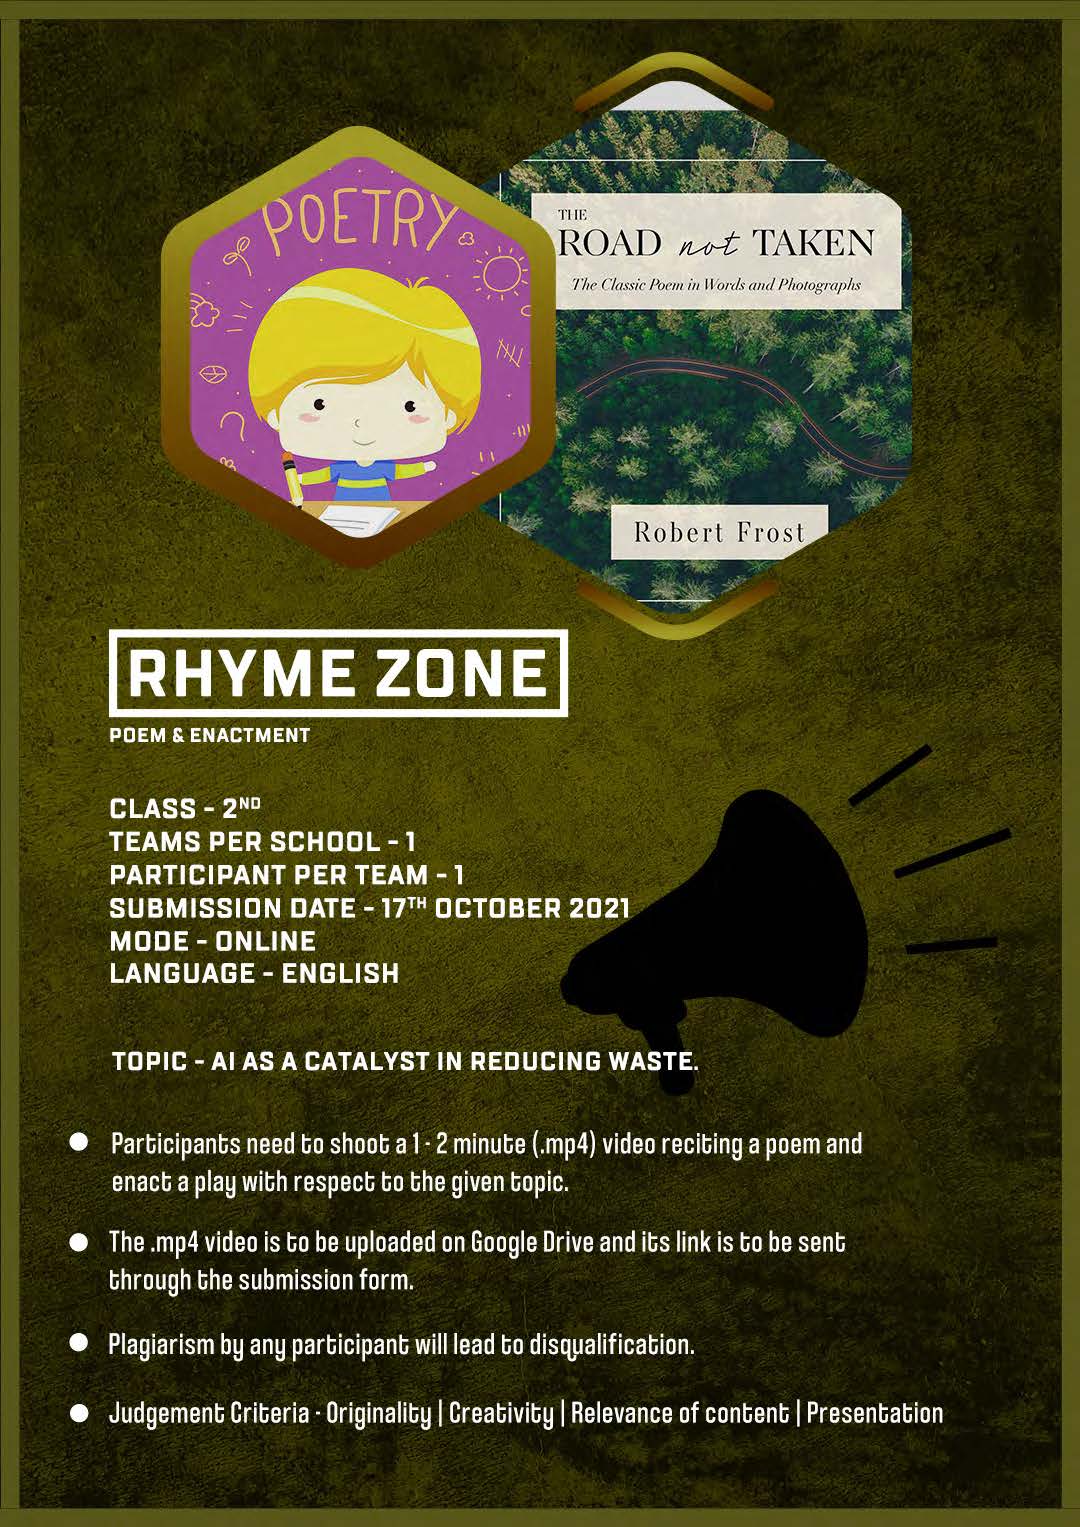 POETRY
THE
ROAD not TAKEN
The Classic Poem in Words and Photographs
Robert Frost
RHYME ZONE
POEM & ENACTMENT
CLASS - 2ND
TEAMS PER SCHOOL - 1
PARTICIPANT PER TEAM - 1
SUBMISSION DATE - 17TH OCTOBER 2021
MODE - ONLINE
LANGUAGE - ENGLISH
TOPIC - AI AS A CATALYST IN REDUCING WASTE.
● Participants need to shoot a 1 - 2 minute (.mp4) video reciting a poem and
enact a play with respect to the given topic.
● The .mp4 video is to be uploaded on Google Drive and its link is to be sent
through the submission form.
● Plagiarism by any participant will lead to disqualification.
● Judgement Criteria - Originality | Creativity | Relevance of content | Presentation